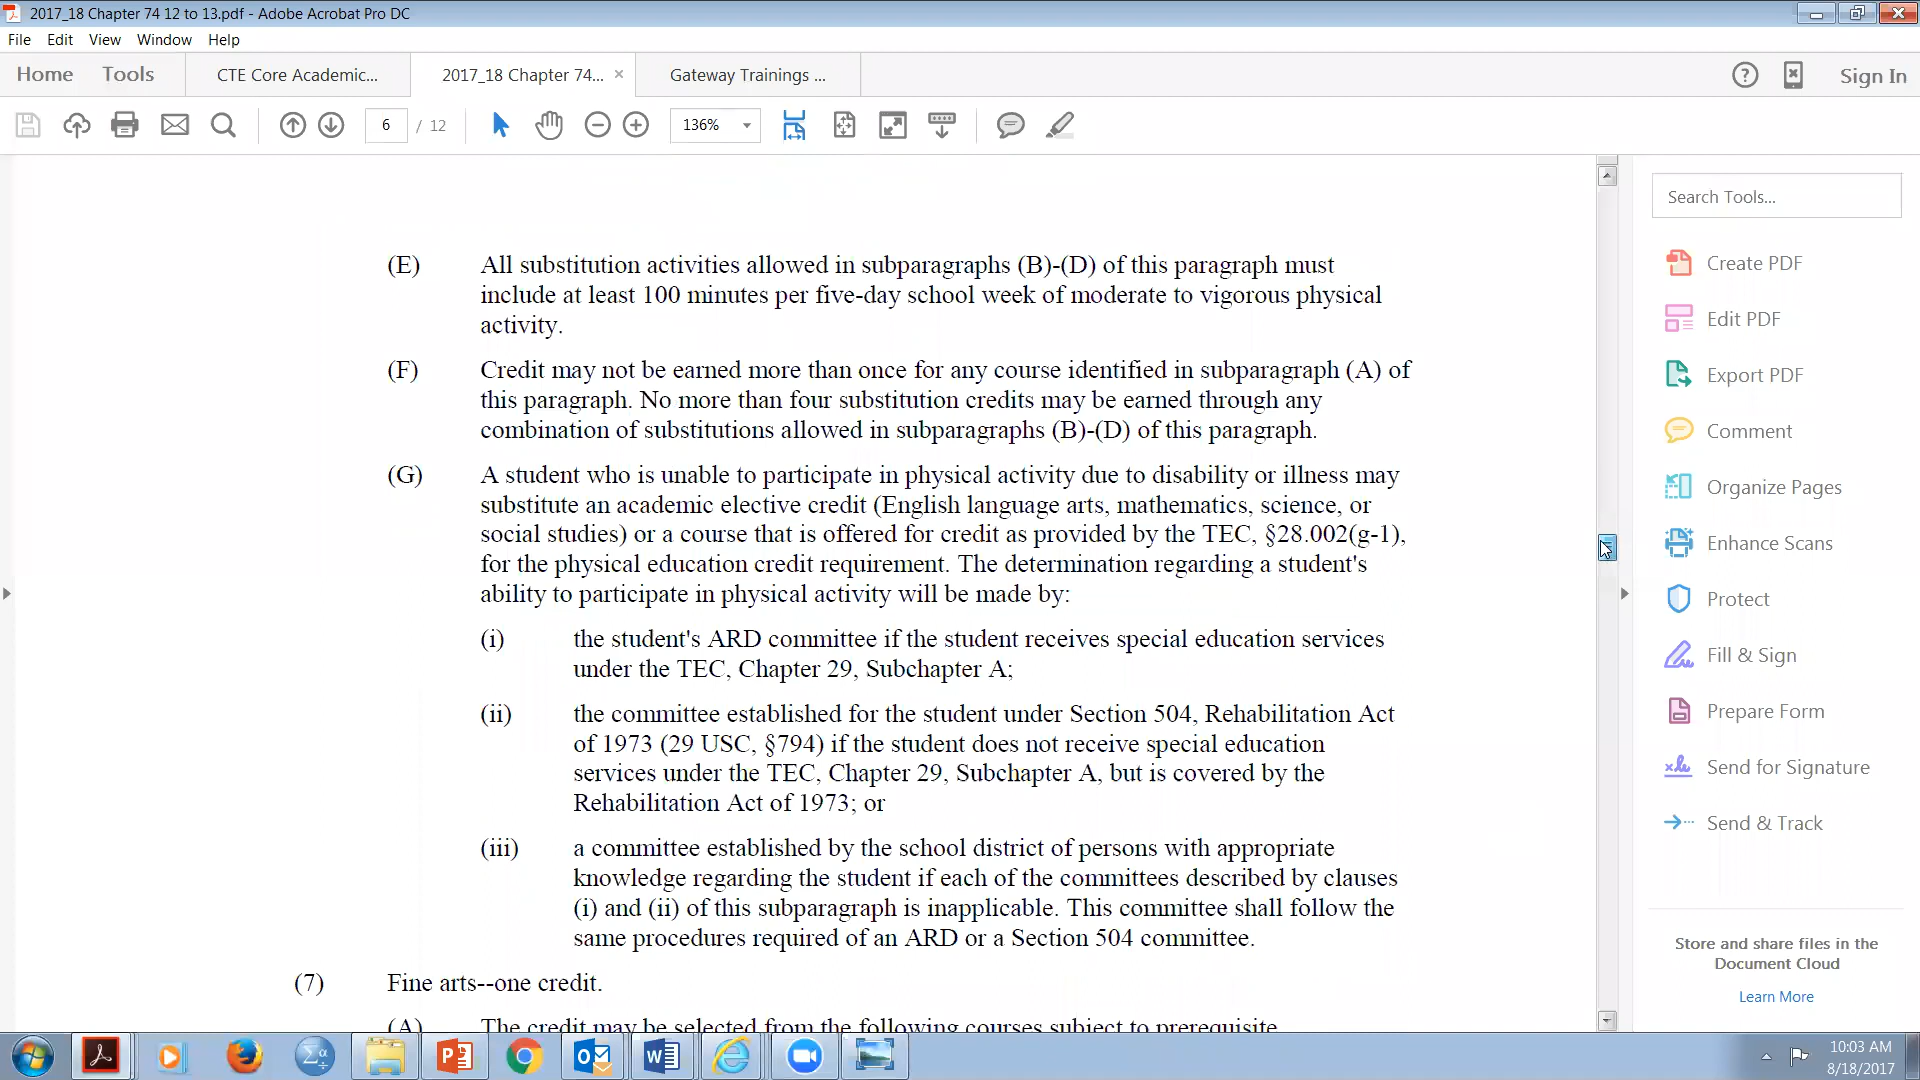 2017_18 Chapter 74 12 to 13.pdf - Adobe Acrobat Pro DC
File Edit View Window Help
Home Tools CTE Core Academic... 2017_18 Chapter 74... × Gateway Trainings ... Sign In
6 / 12 136%
(E) All substitution activities allowed in subparagraphs (B)-(D) of this paragraph must
include at least 100 minutes per five-day school week of moderate to vigorous physical
activity.
(F) Credit may not be earned more than once for any course identified in subparagraph (A) of
this paragraph. No more than four substitution credits may be earned through any
combination of substitutions allowed in subparagraphs (B)-(D) of this paragraph.
(G) A student who is unable to participate in physical activity due to disability or illness may
substitute an academic elective credit (English language arts, mathematics, science, or
social studies) or a course that is offered for credit as provided by the TEC, §28.002(g-1),
for the physical education credit requirement. The determination regarding a student's
ability to participate in physical activity will be made by:
(i) the student's ARD committee if the student receives special education services
under the TEC, Chapter 29, Subchapter A;
(ii) the committee established for the student under Section 504, Rehabilitation Act
of 1973 (29 USC, §794) if the student does not receive special education
services under the TEC, Chapter 29, Subchapter A, but is covered by the
Rehabilitation Act of 1973; or
(iii) a committee established by the school district of persons with appropriate
knowledge regarding the student if each of the committees described by clauses
(i) and (ii) of this subparagraph is inapplicable. This committee shall follow the
same procedures required of an ARD or a Section 504 committee.
(7) Fine arts--one credit.
(A) The credit may be selected from the following courses subject to prerequisite
Search Tools...
Create PDF
Edit PDF
Export PDF
Comment
Organize Pages
Enhance Scans
Protect
Fill & Sign
Prepare Form
Send for Signature
Send & Track
Store and share files in the
Document Cloud
Learn More
10:03 AM
8/18/2017